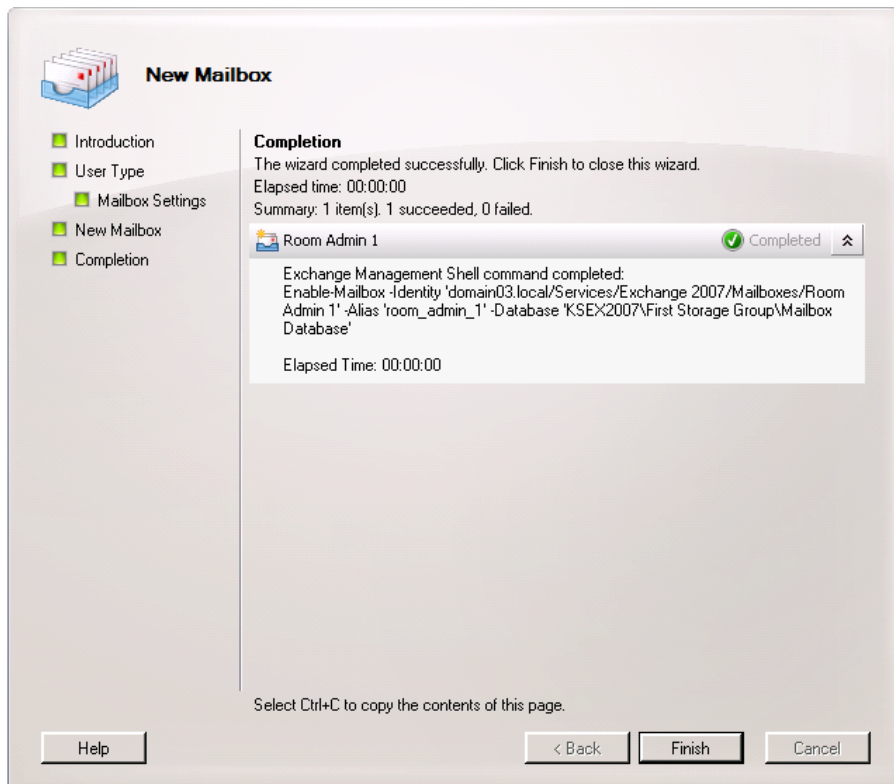 New Mailbox
Introduction
User Type
Mailbox Settings
New Mailbox
Completion
Completion
The wizard completed successfully. Click Finish to close this wizard.
Elapsed time: 00:00:00
Summary: 1 item(s). 1 succeeded, 0 failed.
Room Admin 1
Completed
Exchange Management Shell command completed:
Enable-Mailbox -Identity 'domain03.local/Services/Exchange 2007/Mailboxes/Room
Admin 1' -Alias 'room_admin_1' -Database 'KSEX2007\First Storage Group\Mailbox
Database'
Elapsed Time: 00:00:00
Select Ctrl+C to copy the contents of this page.
Help
< Back
Finish
Cancel